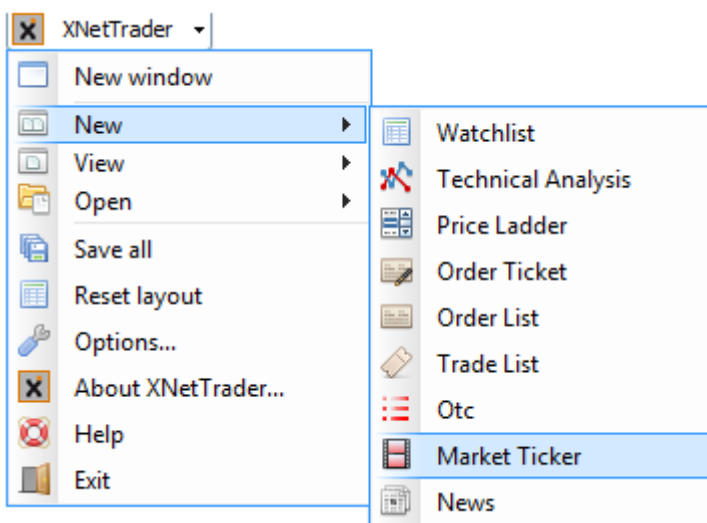 XNetTrader
New window
New
View
Open
Save all
Reset layout
Options...
About XNetTrader...
Help
Exit
Watchlist
Technical Analysis
Price Ladder
Order Ticket
Order List
Trade List
Otc
Market Ticker
News